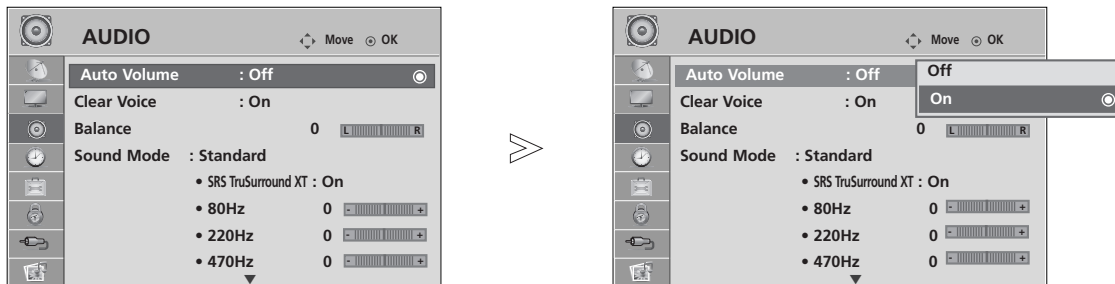 AUDIO Move OK
Auto Volume : Off
Clear Voice : On
Balance 0 L R
Sound Mode : Standard
• SRS TruSurround XT : On
• 80Hz 0 - +
• 220Hz 0 - +
• 470Hz 0 - +
AUDIO Move OK
Auto Volume : Off
Off
On
Clear Voice : On
Balance 0 L R
Sound Mode : Standard
• SRS TruSurround XT : On
• 80Hz 0 - +
• 220Hz 0 - +
• 470Hz 0 - +